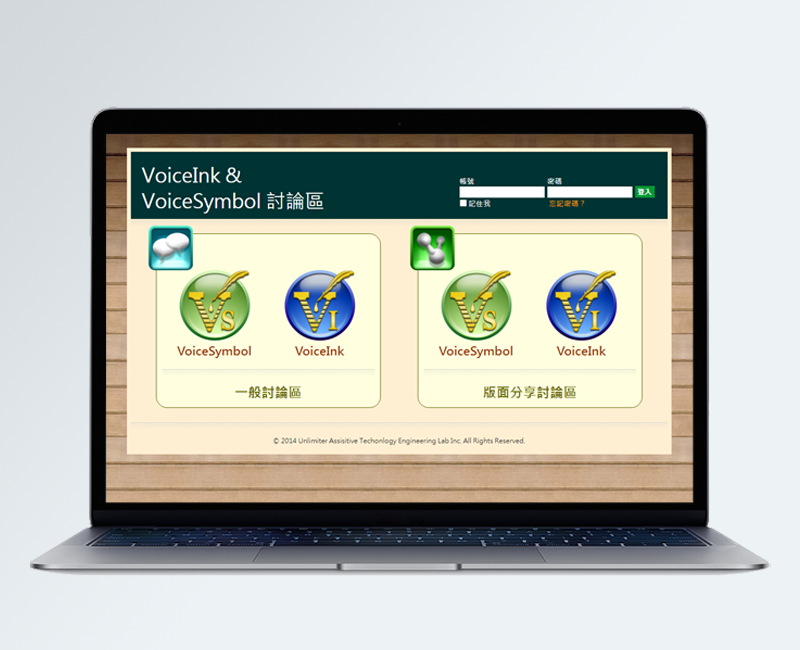 VoiceInk &
VoiceSymbol 討論區
帳號
密碼
登入
記住我
忘記密碼？
VS
VI
VoiceSymbol
VoiceInk
一般討論區
VS
VI
VoiceSymbol
VoiceInk
版面分享討論區
© 2014 Unlimiter Assisitive Techonlogy Engineering Lab Inc. All Rights Reserved.